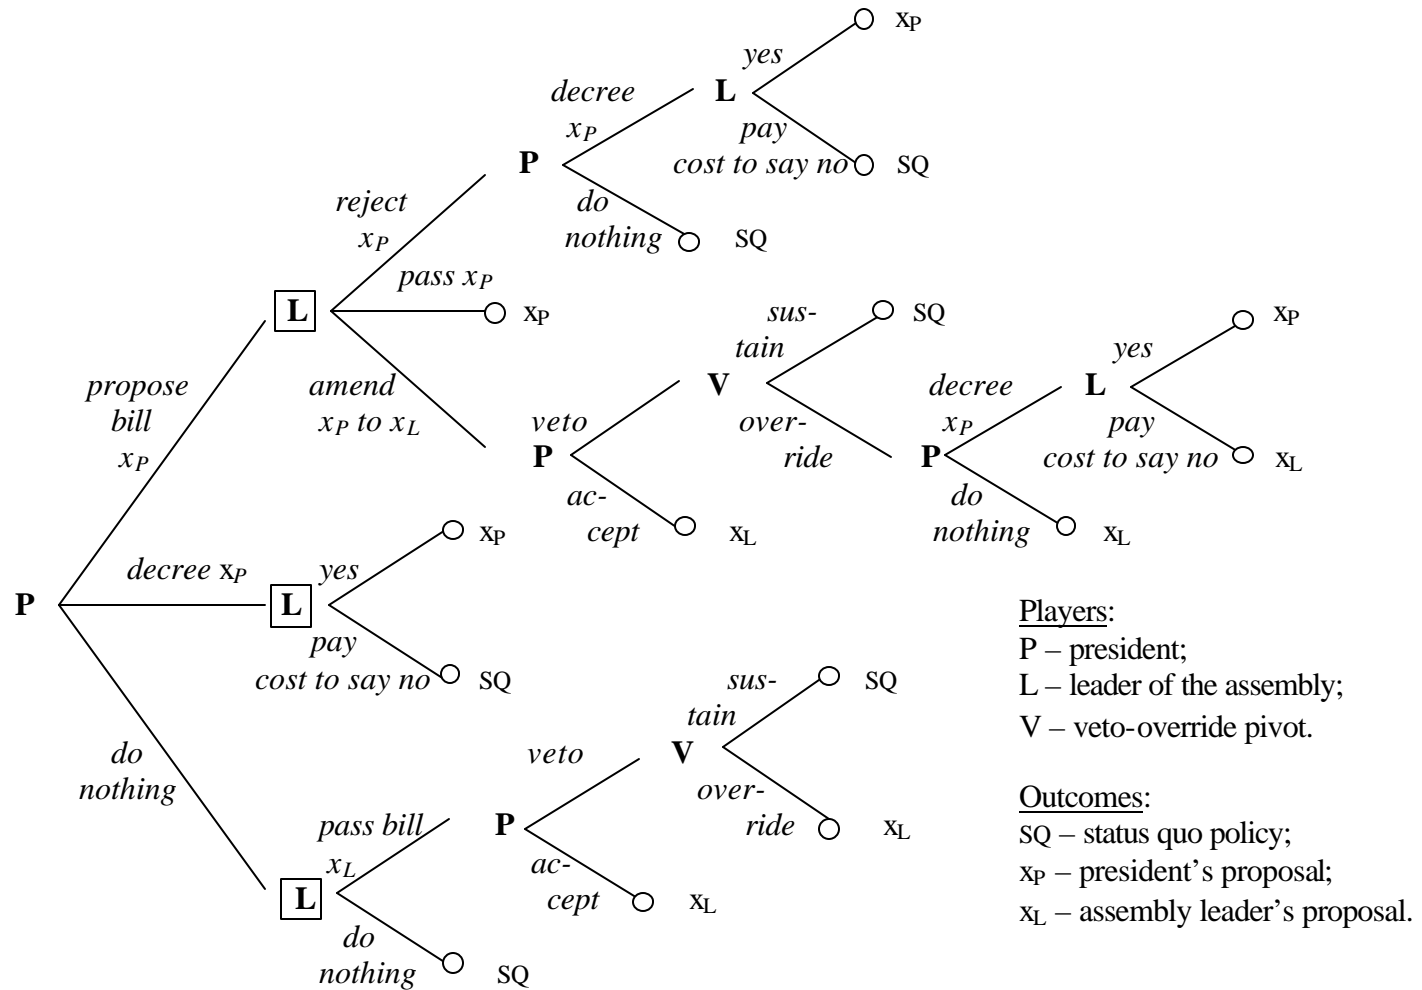 xP
yes
decree
L
xP
pay
P
cost to say no
SQ
reject
do
xP
nothing
SQ
pass xP
L
xP
sus-
SQ
xP
tain
yes
propose
amend
V
decree
L
bill
xP to xL
veto
over-
xP
pay
xP
P
ride
P
cost to say no
xL
ac-
do
cept
xL
nothing
xL
xP
decree xP
yes
P
L
pay
cost to say no
SQ
Players:
P – president;
L – leader of the assembly;
V – veto-override pivot.
sus-
SQ
tain
do
veto
V
nothing
over-
pass bill
P
ride
xL
xL
ac-
L
cept
xL
do
nothing
SQ
Outcomes:
SQ – status quo policy;
xP – president’s proposal;
xL – assembly leader’s proposal.